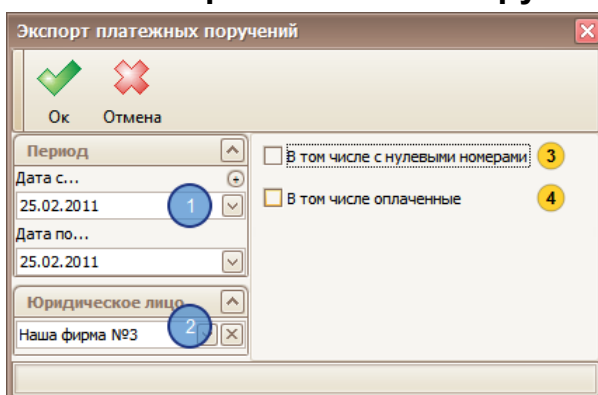 Экспорт платежных поручений
Ок Отмена
Период
Дата с...
25.02.2011 1
Дата по...
25.02.2011
Юридическое лицо
Наша фирма №3 2
В том числе с нулевыми номерами 3
В том числе оплаченные 4